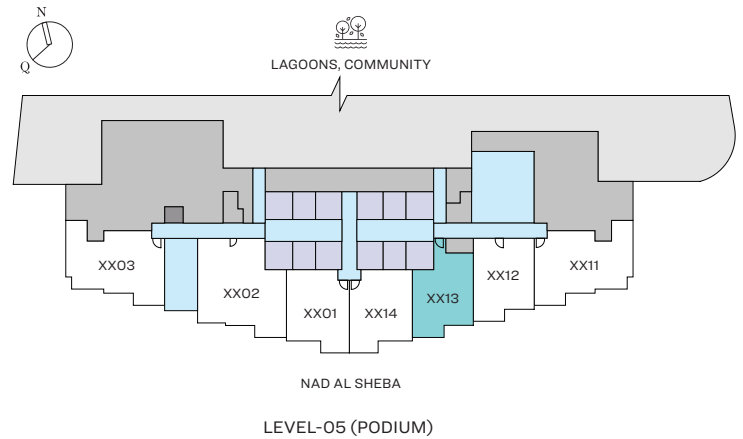 N
Q
LAGOONS, COMMUNITY
XX03
XX02
XX01
XX14
XX13
XX12
XX11
NAD AL SHEBA
LEVEL-05 (PODIUM)